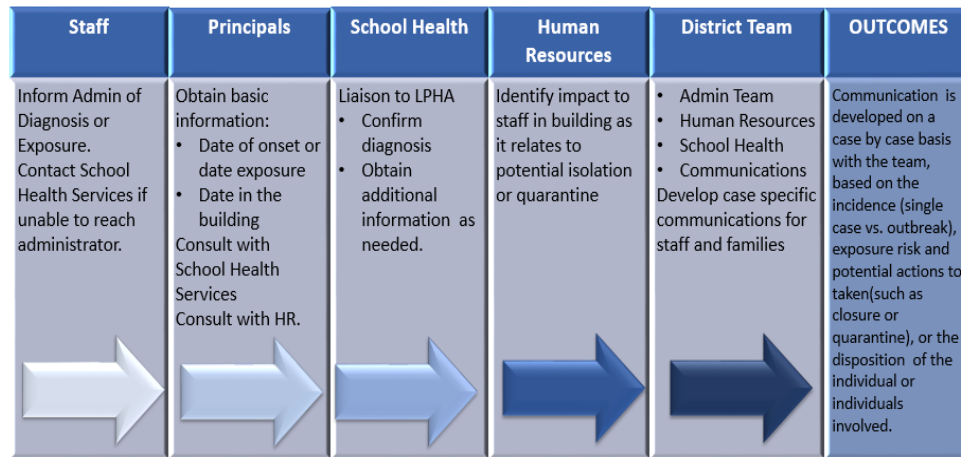 Staff
Inform Admin of
Diagnosis or
Exposure.
Contact School
Health Services if
unable to reach
administrator.
Principals
Obtain basic
information:
• Date of onset or
date exposure
• Date in the
building
Consult with
School Health
Services
Consult with HR.
School Health
Liaison to LPHA
• Confirm
diagnosis
• Obtain
additional
information as
needed.
Human
Resources
Identify impact to
staff in building as
it relates to
potential isolation
or quarantine
District Team
• Admin Team
• Human Resources
• School Health
• Communications
Develop case specific
communications for
staff and families
OUTCOMES
Communication is
developed on a
case by case basis
with the team,
based on the
incidence (single
case vs. outbreak),
exposure risk and
potential actions to
taken(such as
closure or
quarantine), or the
disposition of the
individual or
individuals
involved.